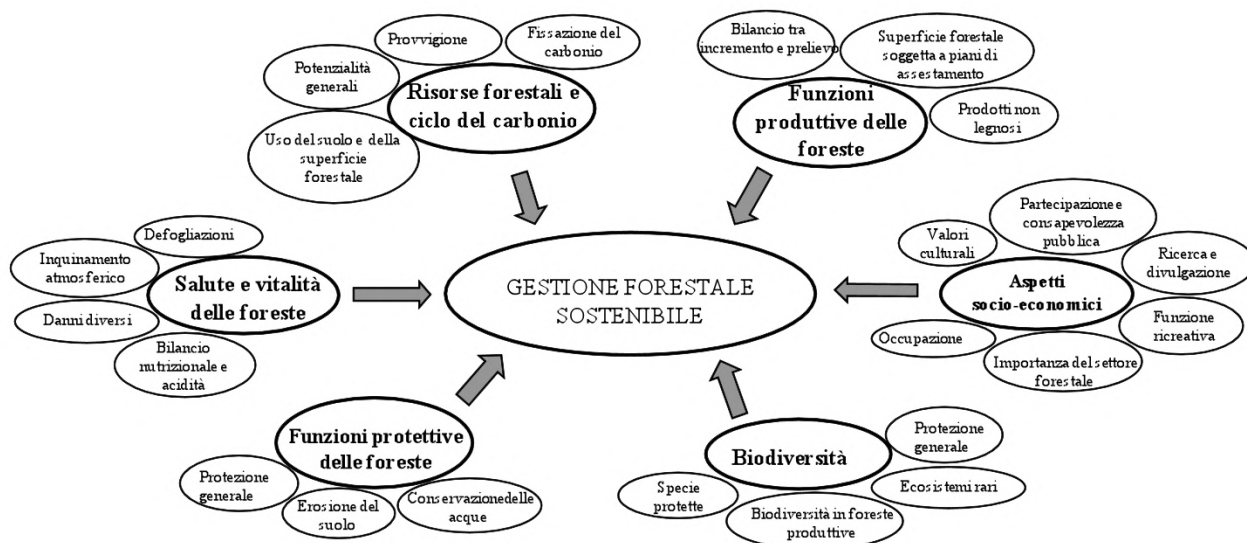 Provvigione
Fissazione del
carbonio
Potenzialità
generali
Risorse forestali e
ciclo del carbonio
Uso del suolo e della
superficie
forestale
Bilancio tra
incremento e prelievo
Superficie forestale
soggetta a piani di
assestamento
Funzioni
produttive delle
foreste
Prodotti non
legnosi
Defogliazioni
Inquinamento
atmosferico
Salute e vitalità
delle foreste
Danni diversi
Bilancio
nutrizionale e
acidità
GESTIONE FORESTALE
SOSTENIBILE
Partecipazione e
consapevolezza
pubblica
Valori
culturali
Ricerca e
divulgazione
Aspetti
socio-economici
Funzione
ricreativa
Occupazione
Importanza del settore
forestale
Funzioni protettive
delle foreste
Protezione
generale
Erosione del
suolo
Conservazione delle
acque
Biodiversità
Protezione
generale
Ecosistemi rari
Specie
protette
Biodiversità in foreste
produttive